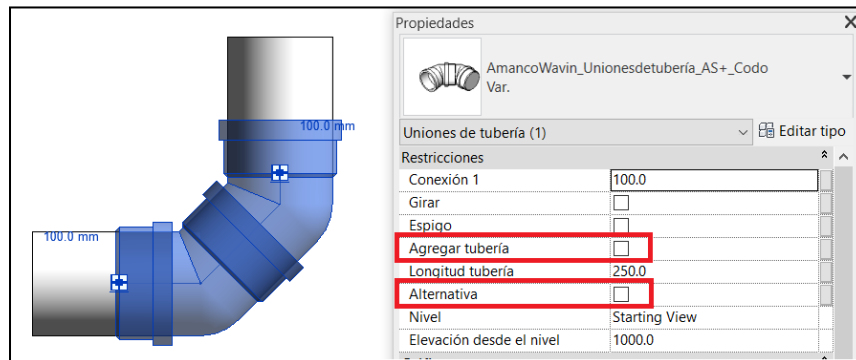 100.0 mm
100.0 mm
Propiedades
AmancoWavin_Unionesdetubería_AS+_Codo
Var.
Uniones de tubería (1)
Editar tipo
Restricciones
Conexión 1 100.0
Girar
Espigo
Agregar tubería
Longitud tubería 250.0
Alternativa
Nivel Starting View
Elevación desde el nivel 1000.0